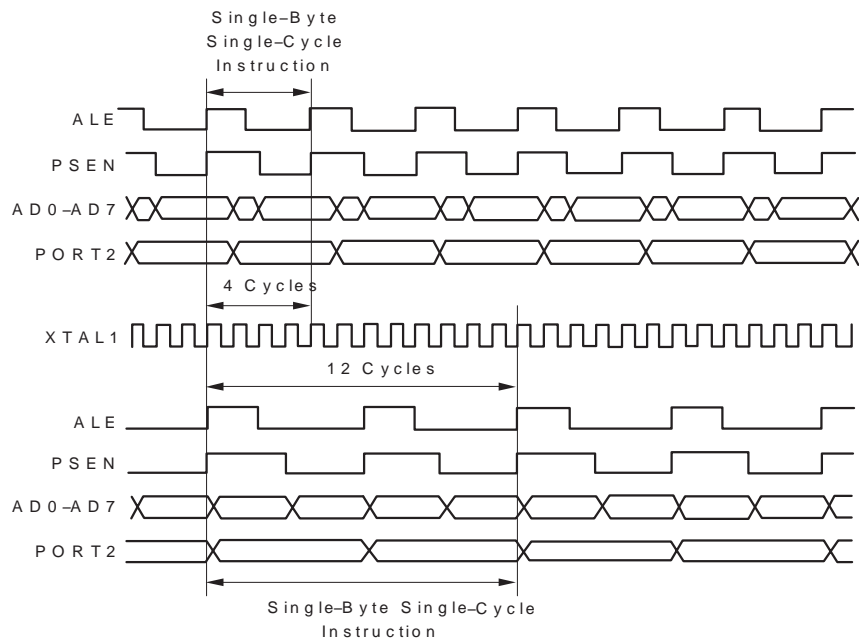 Single–Byte
Single–Cycle
Instruction
ALE
PSEN
AD0–AD7
PORT2
4 Cycles
XTAL1
12 Cycles
ALE
PSEN
AD0–AD7
PORT2
Single–Byte Single–Cycle
Instruction